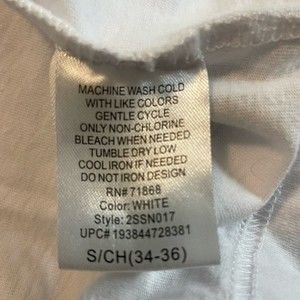 MACHINE WASH COLD
WITH LIKE COLORS
GENTLE CYCLE
ONLY NON-CHLORINE
BLEACH WHEN NEEDED
TUMBLE DRY LOW
COOL IRON IF NEEDED
DO NOT IRON DESIGN
RN# 71868
Color: WHITE
Style: 2SSN017
UPC# 193844728381
S/CH(34-36)